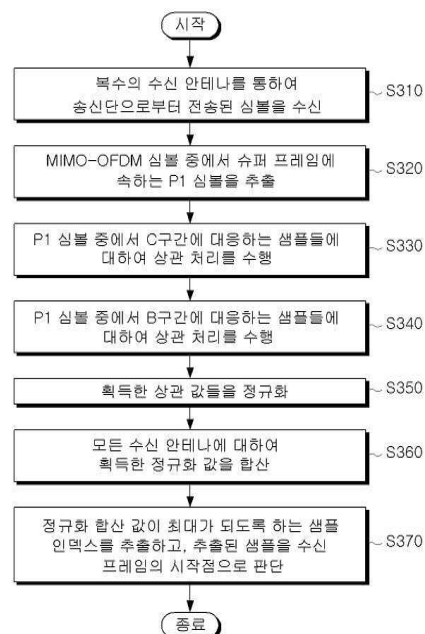 시작
복수의 수신 안테나를 통하여
송신단으로부터 전송된 심볼을 수신
S310
MIMO-OFDM 심볼 중에서 슈퍼 프레임에
속하는 P1 심볼을 추출
S320
P1 심볼 중에서 C구간에 대응하는 샘플들에
대하여 상관 처리를 수행
S330
P1 심볼 중에서 B구간에 대응하는 샘플들에
대하여 상관 처리를 수행
S340
획득한 상관 값들을 정규화
S350
모든 수신 안테나에 대하여
획득한 정규화 값을 합산
S360
정규화 합산 값이 최대가 되도록 하는 샘플
인덱스를 추출하고, 추출된 샘플을 수신
프레임의 시작점으로 판단
S370
종료